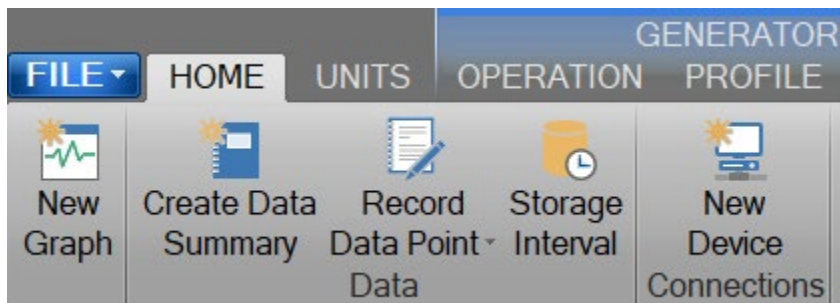 GENERATOR
FILE HOME UNITS OPERATION PROFILE
New Graph
Create Data Summary
Record Data Point
Storage Interval
New Device
Data
Connections